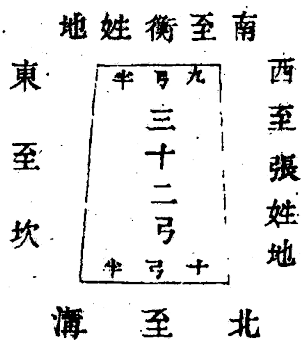 南至衡姓地
西至張姓地
九弓半
三十二弓
十弓半
東至坎
北至溝